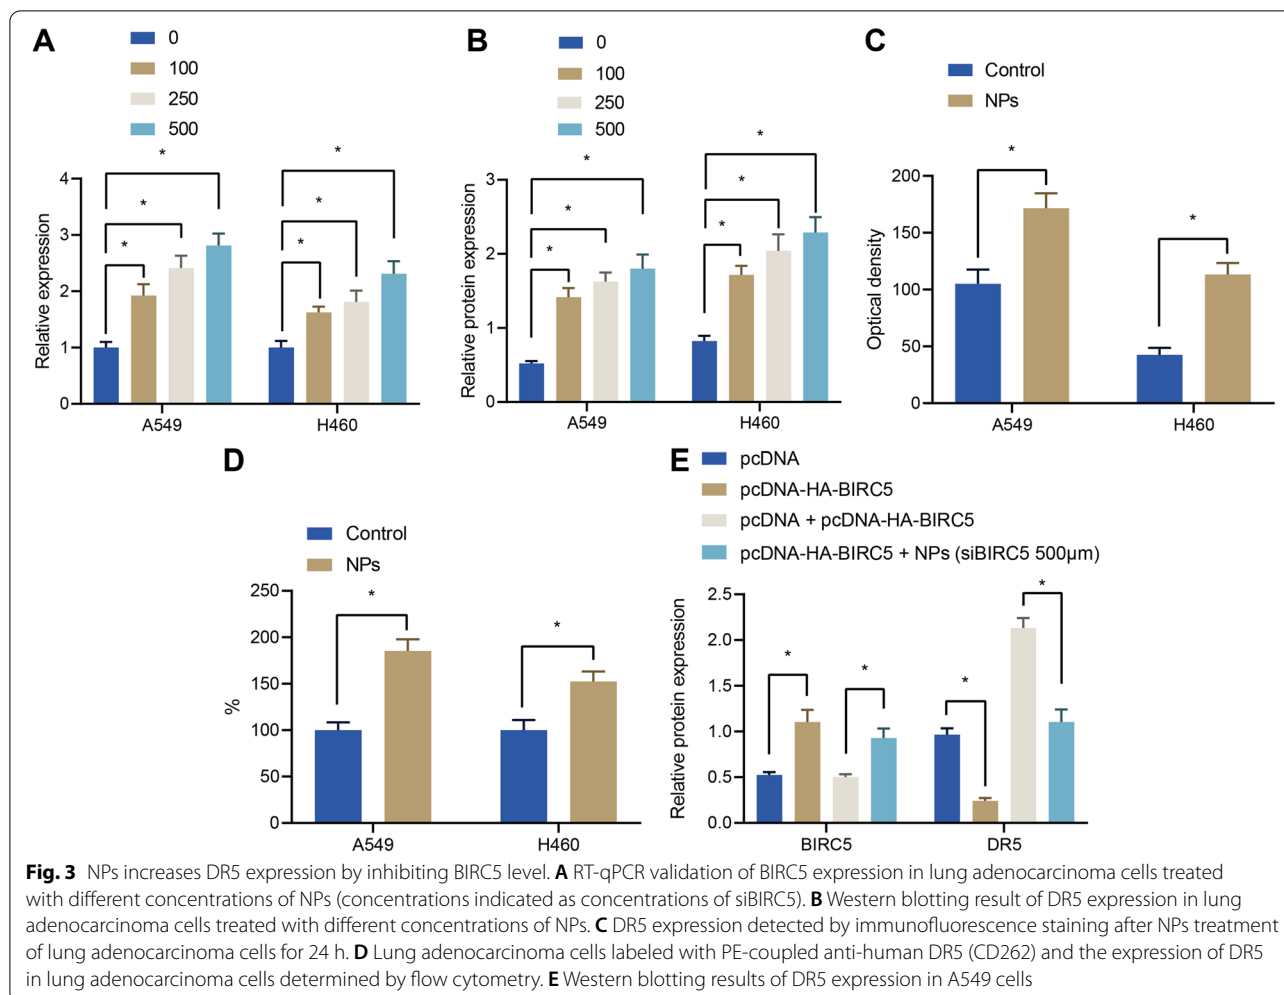 A
0
100
250
500
Relative expression
4
3
2
1
0
* * * * * *
A549 H460
B
0
100
250
500
Relative protein expression
3
2
1
0
* * * * * *
A549 H460
C
Control
NPs
Optical density
200
150
100
50
0
* *
A549 H460
D
Control
NPs
%
250
200
150
100
50
0
* *
A549 H460
E
pcDNA
pcDNA-HA-BIRC5
pcDNA + pcDNA-HA-BIRC5
pcDNA-HA-BIRC5 + NPs (siBIRC5 500μm)
Relative protein expression
2.5
2.0
1.5
1.0
0.5
0.0
* * * *
BIRC5 DR5
Fig. 3 NPs increases DR5 expression by inhibiting BIRC5 level. A RT-qPCR validation of BIRC5 expression in lung adenocarcinoma cells treated
with different concentrations of NPs (concentrations indicated as concentrations of siBIRC5). B Western blotting result of DR5 expression in lung
adenocarcinoma cells treated with different concentrations of NPs. C DR5 expression detected by immunofluorescence staining after NPs treatment
of lung adenocarcinoma cells for 24 h. D Lung adenocarcinoma cells labeled with PE-coupled anti-human DR5 (CD262) and the expression of DR5
in lung adenocarcinoma cells determined by flow cytometry. E Western blotting results of DR5 expression in A549 cells